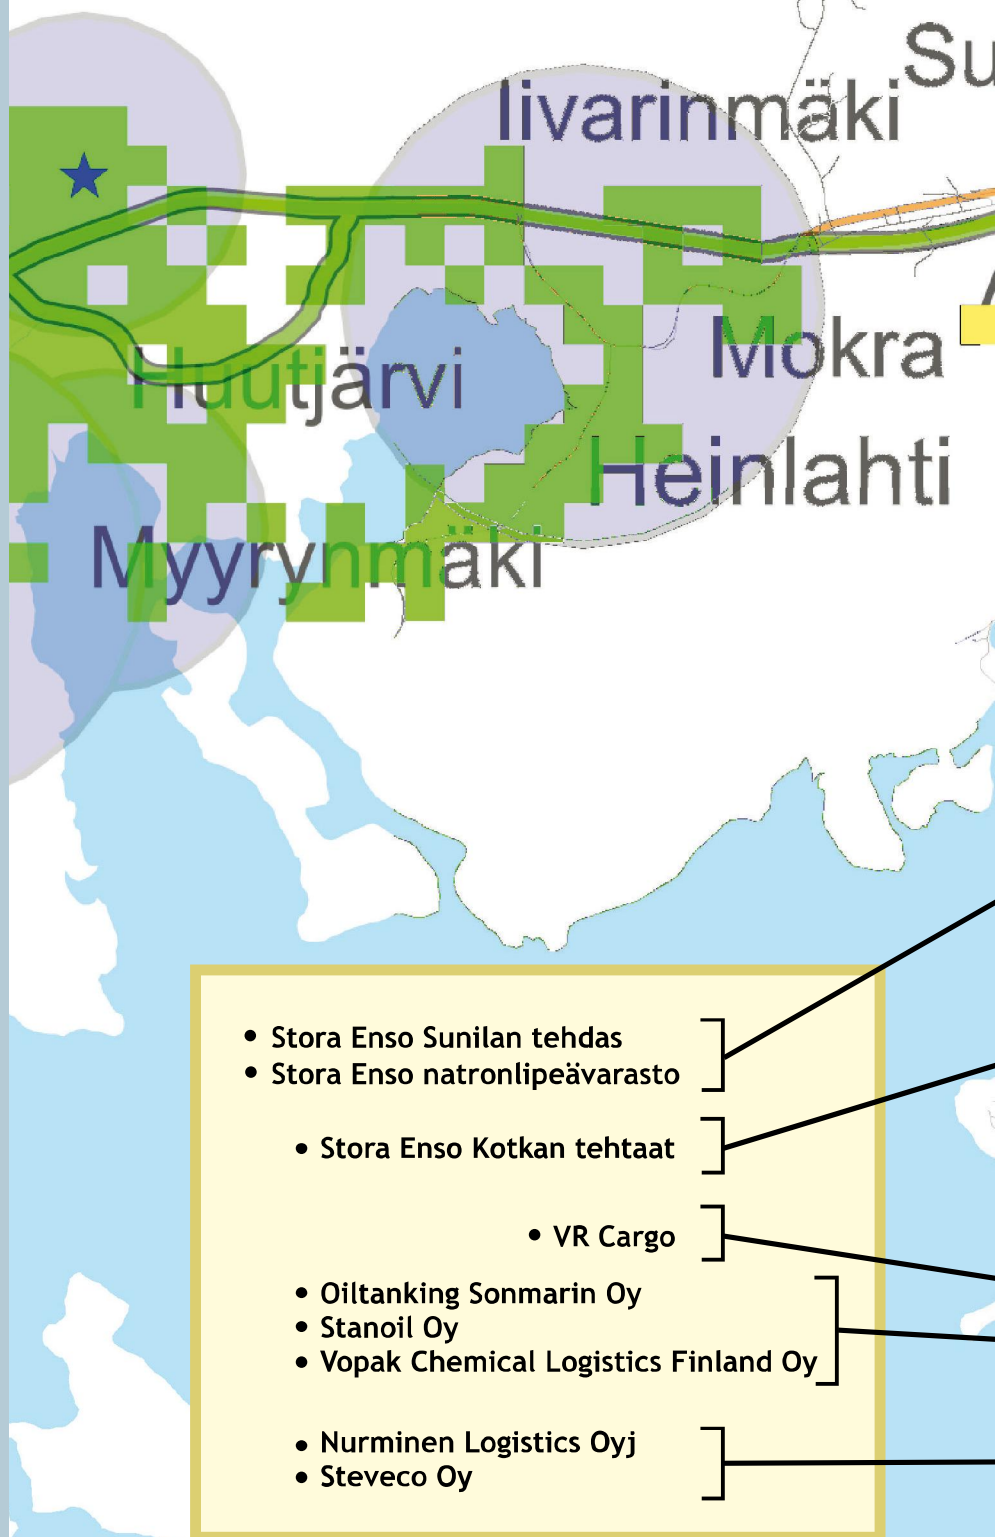 Su
Iivarinmäki
Mokra
Huutjärvi
Heinlahti
Myyrynmäki
• Stora Enso Sunilan tehdas
• Stora Enso natronlipeävarasto
• Stora Enso Kotkan tehtaat
• VR Cargo
• Oiltanking Sonmarin Oy
• Stanoil Oy
• Vopak Chemical Logistics Finland Oy
• Nurminen Logistics Oyj
• Steveco Oy